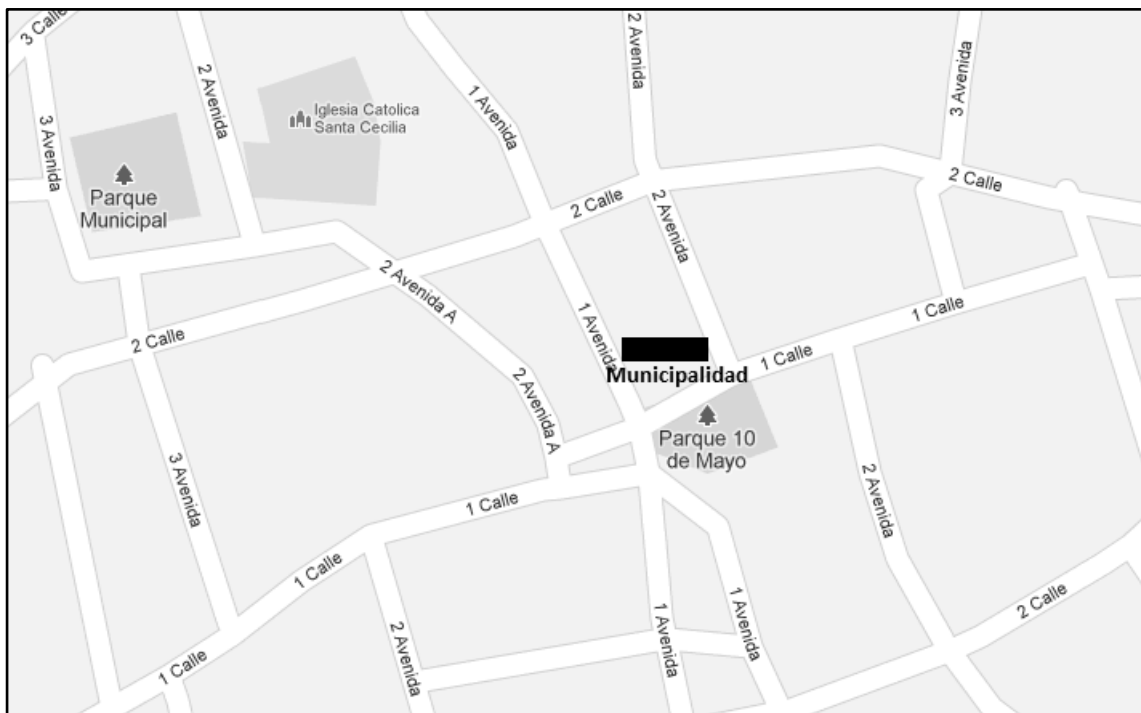 3 Calle
2 Avenida
1 Avenida
2 Avenida
3 Avenida
3 Avenida
Iglesia Catolica
Santa Cecilia
Parque
Municipal
2 Calle
2 Calle
2 Avenida
2 Avenida A
1 Avenida
1 Calle
2 Calle
1 Calle
Municipalidad
2 Avenida A
Parque 10
de Mayo
3 Avenida
2 Avenida
1 Calle
1 Calle
2 Calle
1 Avenida
1 Avenida
2 Avenida
1 Calle